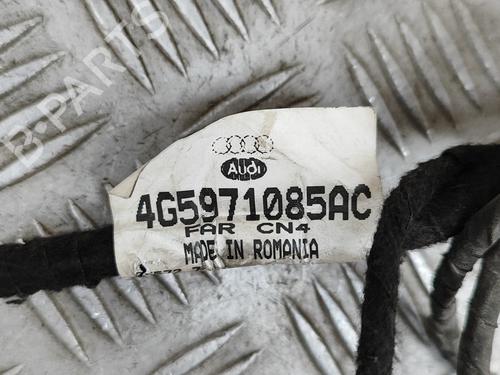 B-PARTS
Audi
4G5971085AC
FAR CN4
MADE IN ROMANIA